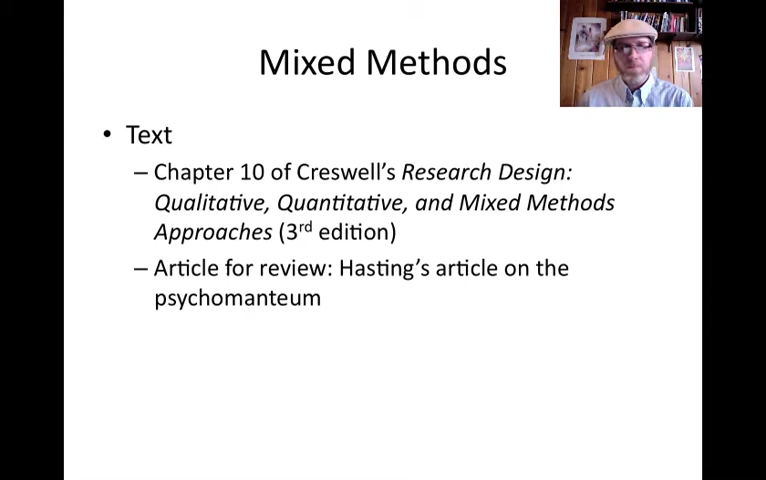 Mixed Methods
• Text
– Chapter 10 of Creswell’s Research Design:
Qualitative, Quantitative, and Mixed Methods
Approaches (3rd edition)
– Article for review: Hasting’s article on the
psychomanteum